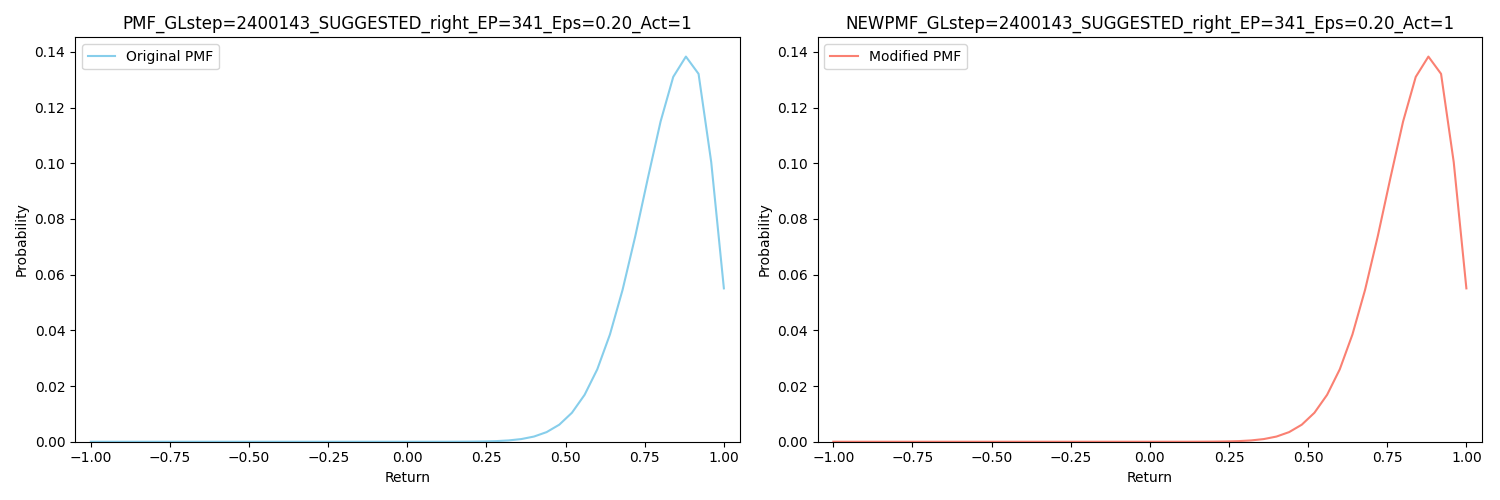 PMF_GLstep=2400143_SUGGESTED_right_EP=341_Eps=0.20_Act=1
Original PMF
0.14
0.12
0.10
0.08
0.06
0.04
0.02
0.00
Probability
−1.00 −0.75 −0.50 −0.25 0.00 0.25 0.50 0.75 1.00
Return
NEWPMF_GLstep=2400143_SUGGESTED_right_EP=341_Eps=0.20_Act=1
Modified PMF
0.14
0.12
0.10
0.08
0.06
0.04
0.02
0.00
Probability
−1.00 −0.75 −0.50 −0.25 0.00 0.25 0.50 0.75 1.00
Return